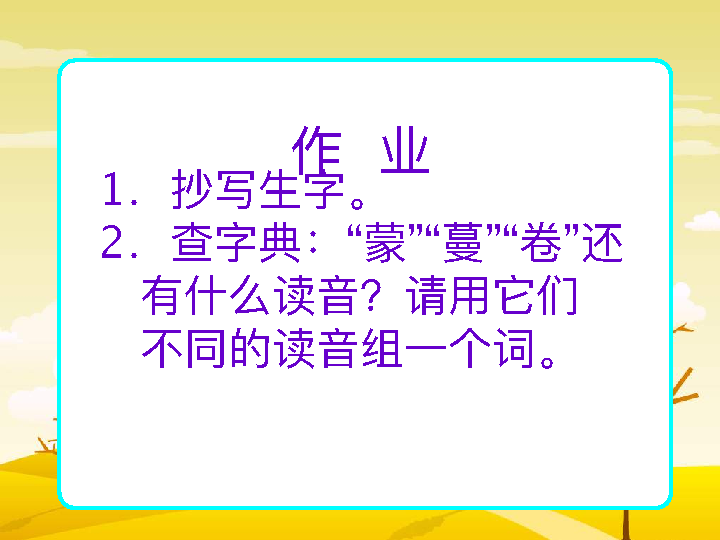 作 业
1. 抄写生字。
2. 查字典：“蒙”“蔓”“卷”还
有什么读音？请用它们
不同的读音组一个词。